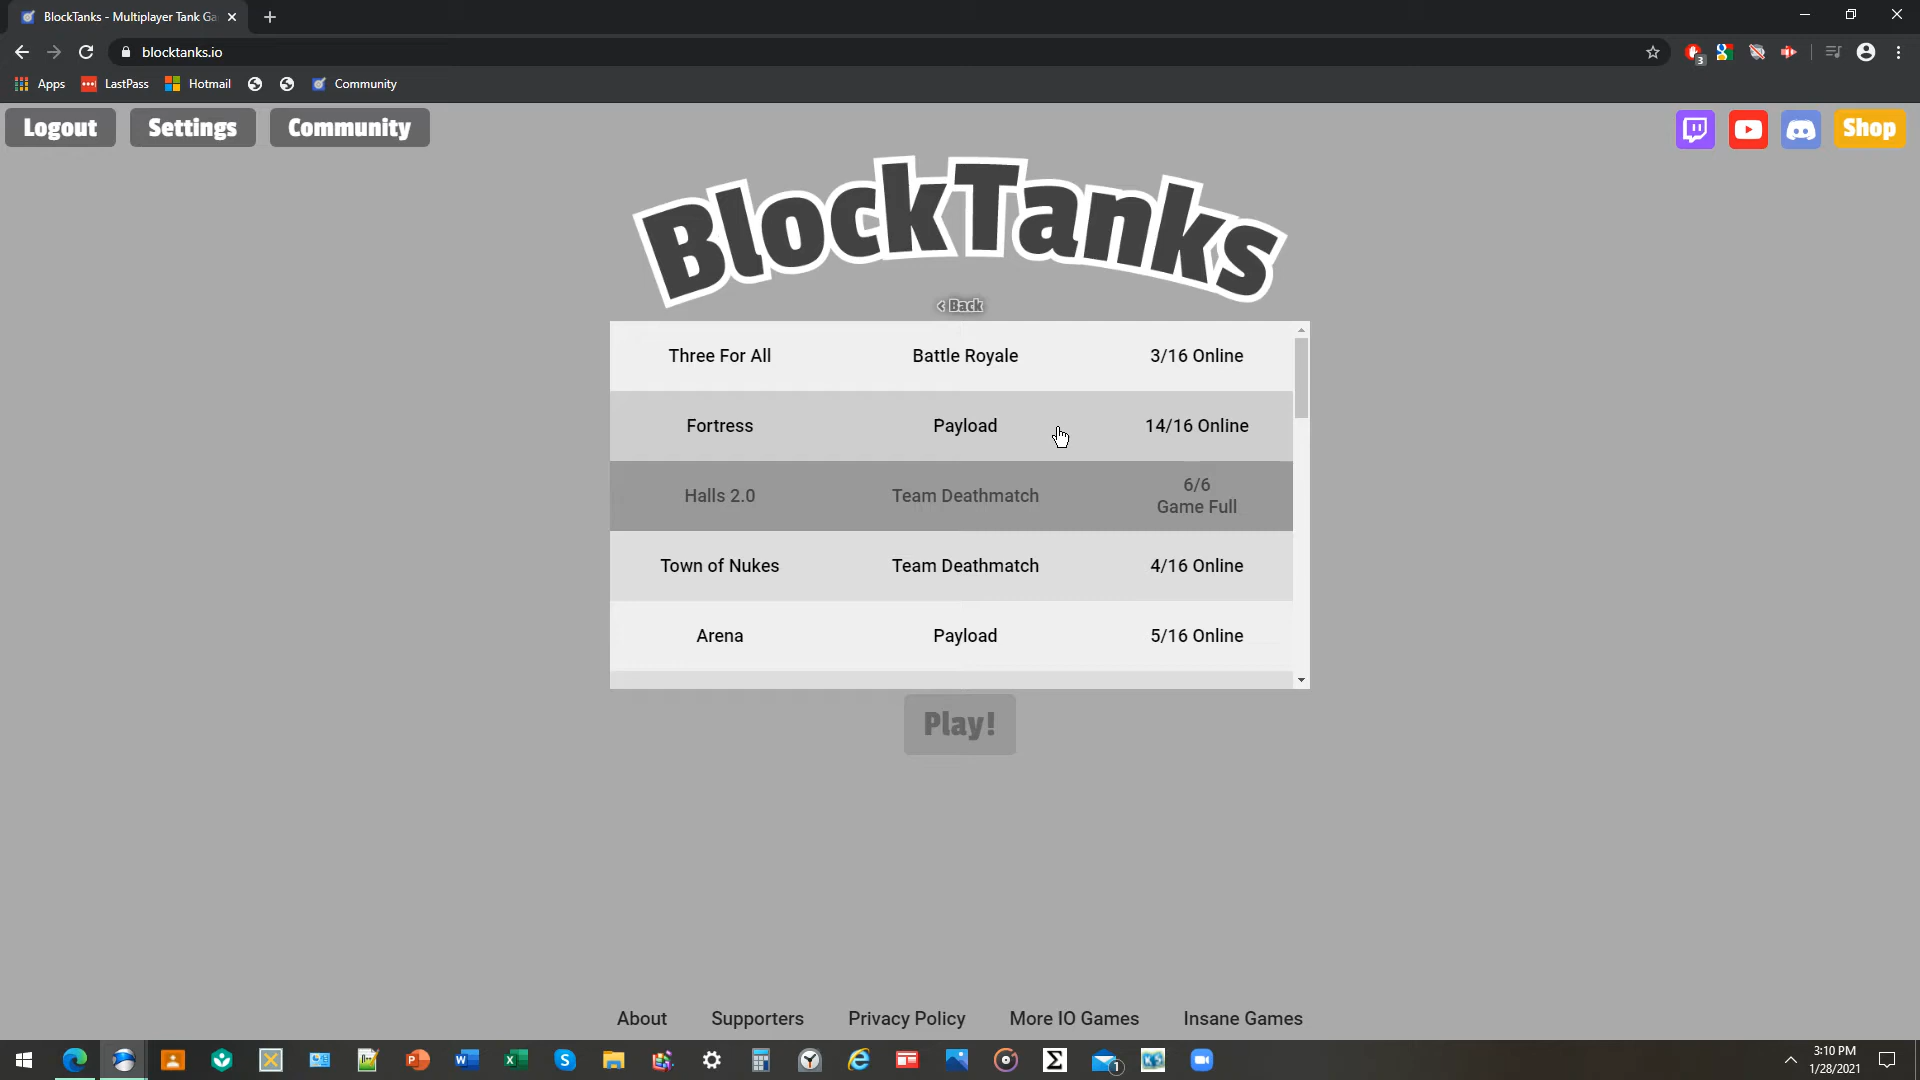 BlockTanks - Multiplayer Tank Ga
blocktanks.io
3
Apps
LastPass
Hotmail
Community
Logout
Settings
Community
Shop
BlockTanks
< Back
Three For All
Battle Royale
3/16 Online
Fortress
Payload
14/16 Online
Halls 2.0
Team Deathmatch
6/6
Game Full
Town of Nukes
Team Deathmatch
4/16 Online
Arena
Payload
5/16 Online
Play!
About
Supporters
Privacy Policy
More IO Games
Insane Games
1
3:10 PM
1/28/2021